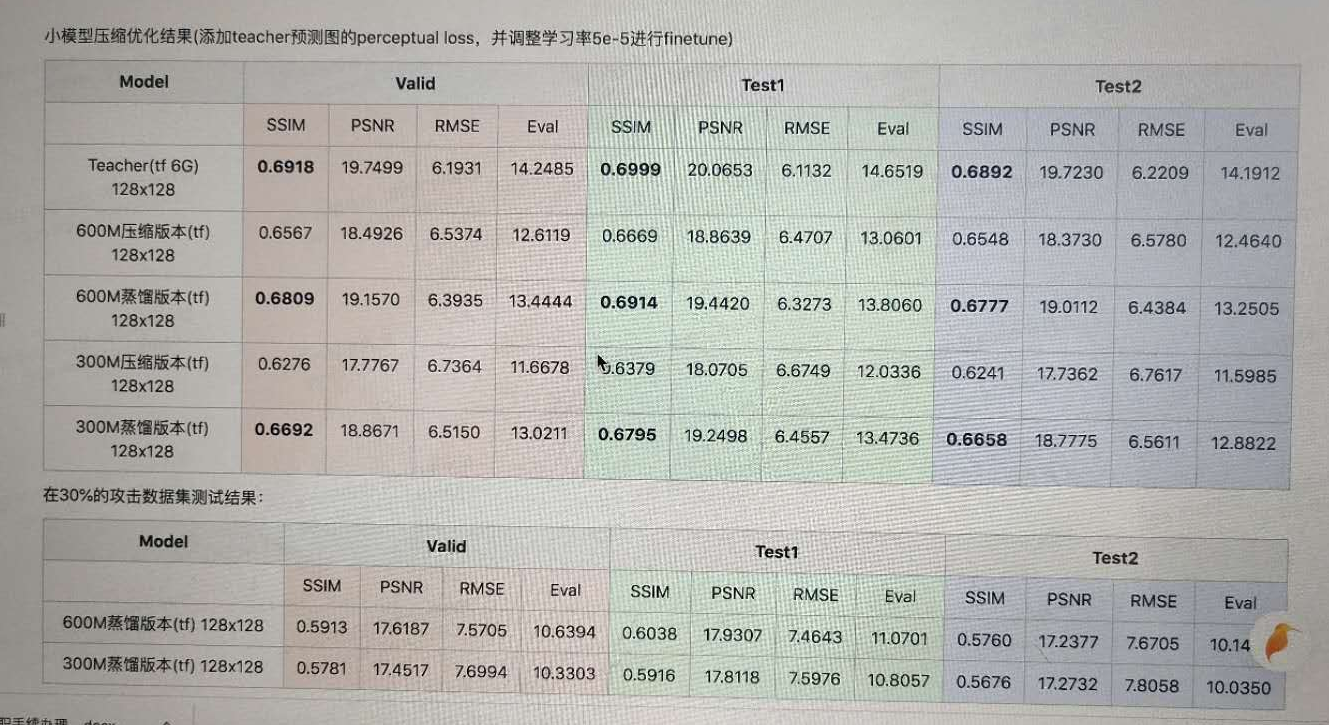 小模型压缩优化结果(添加teacher预测图的perceptual loss，并调整学习率5e-5进行finetune)
Model Valid Test1 Test2
SSIM PSNR RMSE Eval SSIM PSNR RMSE Eval SSIM PSNR RMSE Eval
Teacher(tf 6G) 128x128 0.6918 19.7499 6.1931 14.2485 0.6999 20.0653 6.1132 14.6519 0.6892 19.7230 6.2209 14.1912
600M压缩版本(tf) 128x128 0.6567 18.4926 6.5374 12.6119 0.6669 18.8639 6.4707 13.0601 0.6548 18.3730 6.5780 12.4640
600M蒸馏版本(tf) 128x128 0.6809 19.1570 6.3935 13.4444 0.6914 19.4420 6.3273 13.8060 0.6777 19.0112 6.4384 13.2505
300M压缩版本(tf) 128x128 0.6276 17.7767 6.7364 11.6678 0.6379 18.0705 6.6749 12.0336 0.6241 17.7362 6.7617 11.5985
300M蒸馏版本(tf) 128x128 0.6692 18.8671 6.5150 13.0211 0.6795 19.2498 6.4557 13.4736 0.6658 18.7775 6.5611 12.8822
在30%的攻击数据集测试结果：
Model Valid Test1 Test2
SSIM PSNR RMSE Eval SSIM PSNR RMSE Eval SSIM PSNR RMSE Eval
600M蒸馏版本(tf) 128x128 0.5913 17.6187 7.5705 10.6394 0.6038 17.9307 7.4643 11.0701 0.5760 17.2377 7.6705 10.14
300M蒸馏版本(tf) 128x128 0.5781 17.4517 7.6994 10.3303 0.5916 17.8118 7.5976 10.8057 0.5676 17.2732 7.8058 10.0350